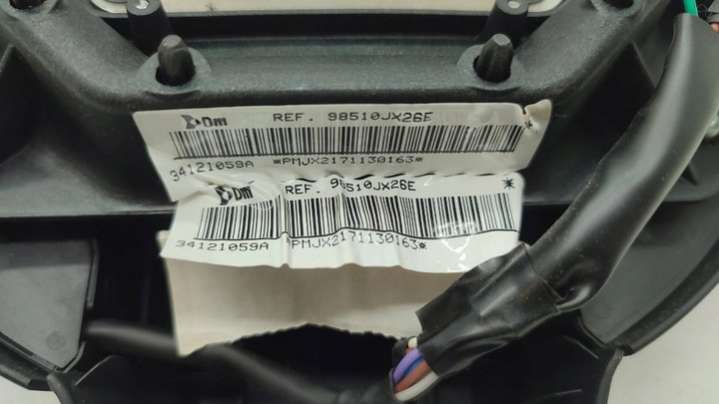 Dm REF. 98510JX26E
34121059A *PMJX2171130163*
Dm REF. 98510JX26E *
34121059A *PMJX2171130163*